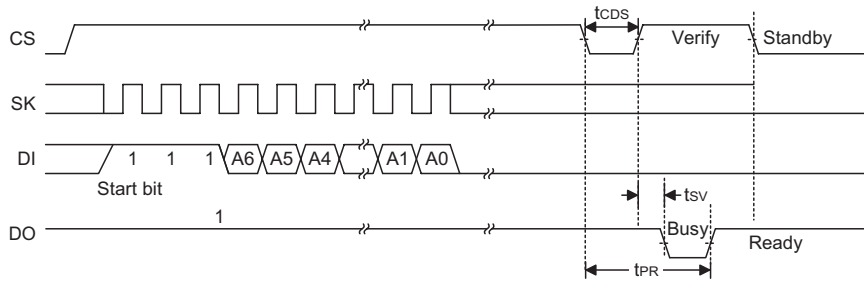 tCDS
CS
Verify
Standby
SK
DI
1 1 1 A6 A5 A4 A1 A0
Start bit
tSV
1
DO
Busy
Ready
tPR